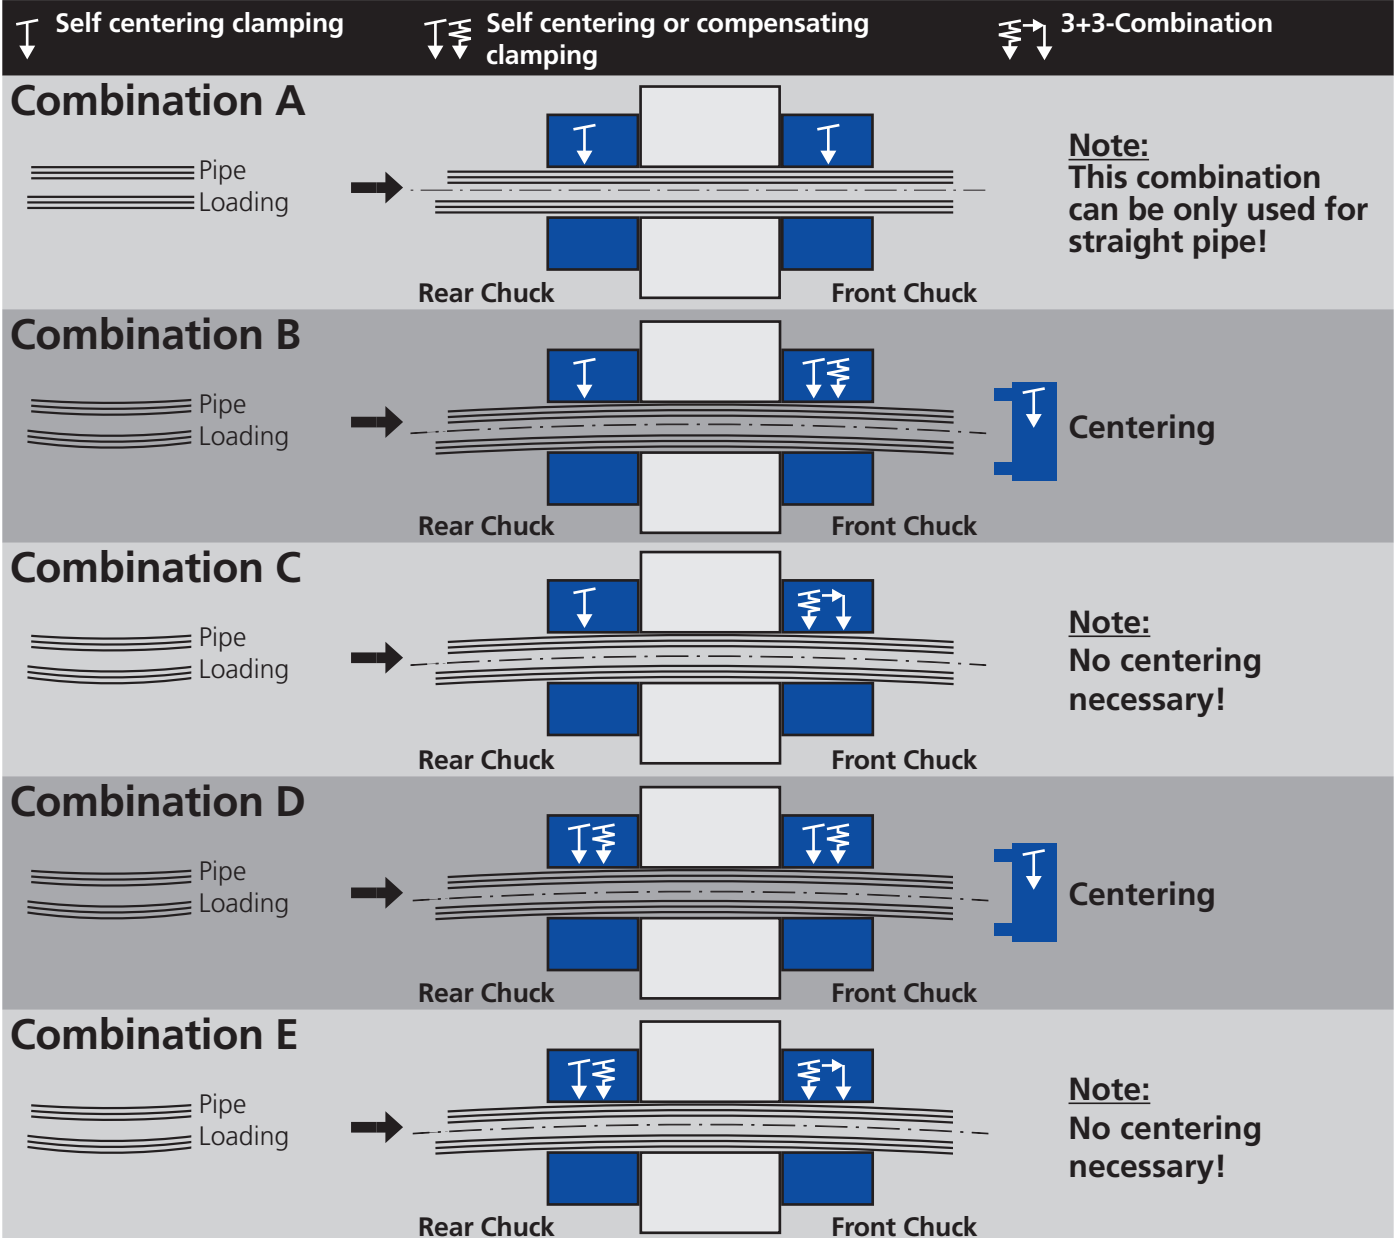 Self centering clamping
Self centering or compensating
clamping
3+3-Combination
Combination A
Pipe
Loading
Rear Chuck
Front Chuck
Note:
This combination
can be only used for
straight pipe!
Combination B
Pipe
Loading
Rear Chuck
Front Chuck
Centering
Combination C
Pipe
Loading
Rear Chuck
Front Chuck
Note:
No centering
necessary!
Combination D
Pipe
Loading
Rear Chuck
Front Chuck
Centering
Combination E
Pipe
Loading
Rear Chuck
Front Chuck
Note:
No centering
necessary!